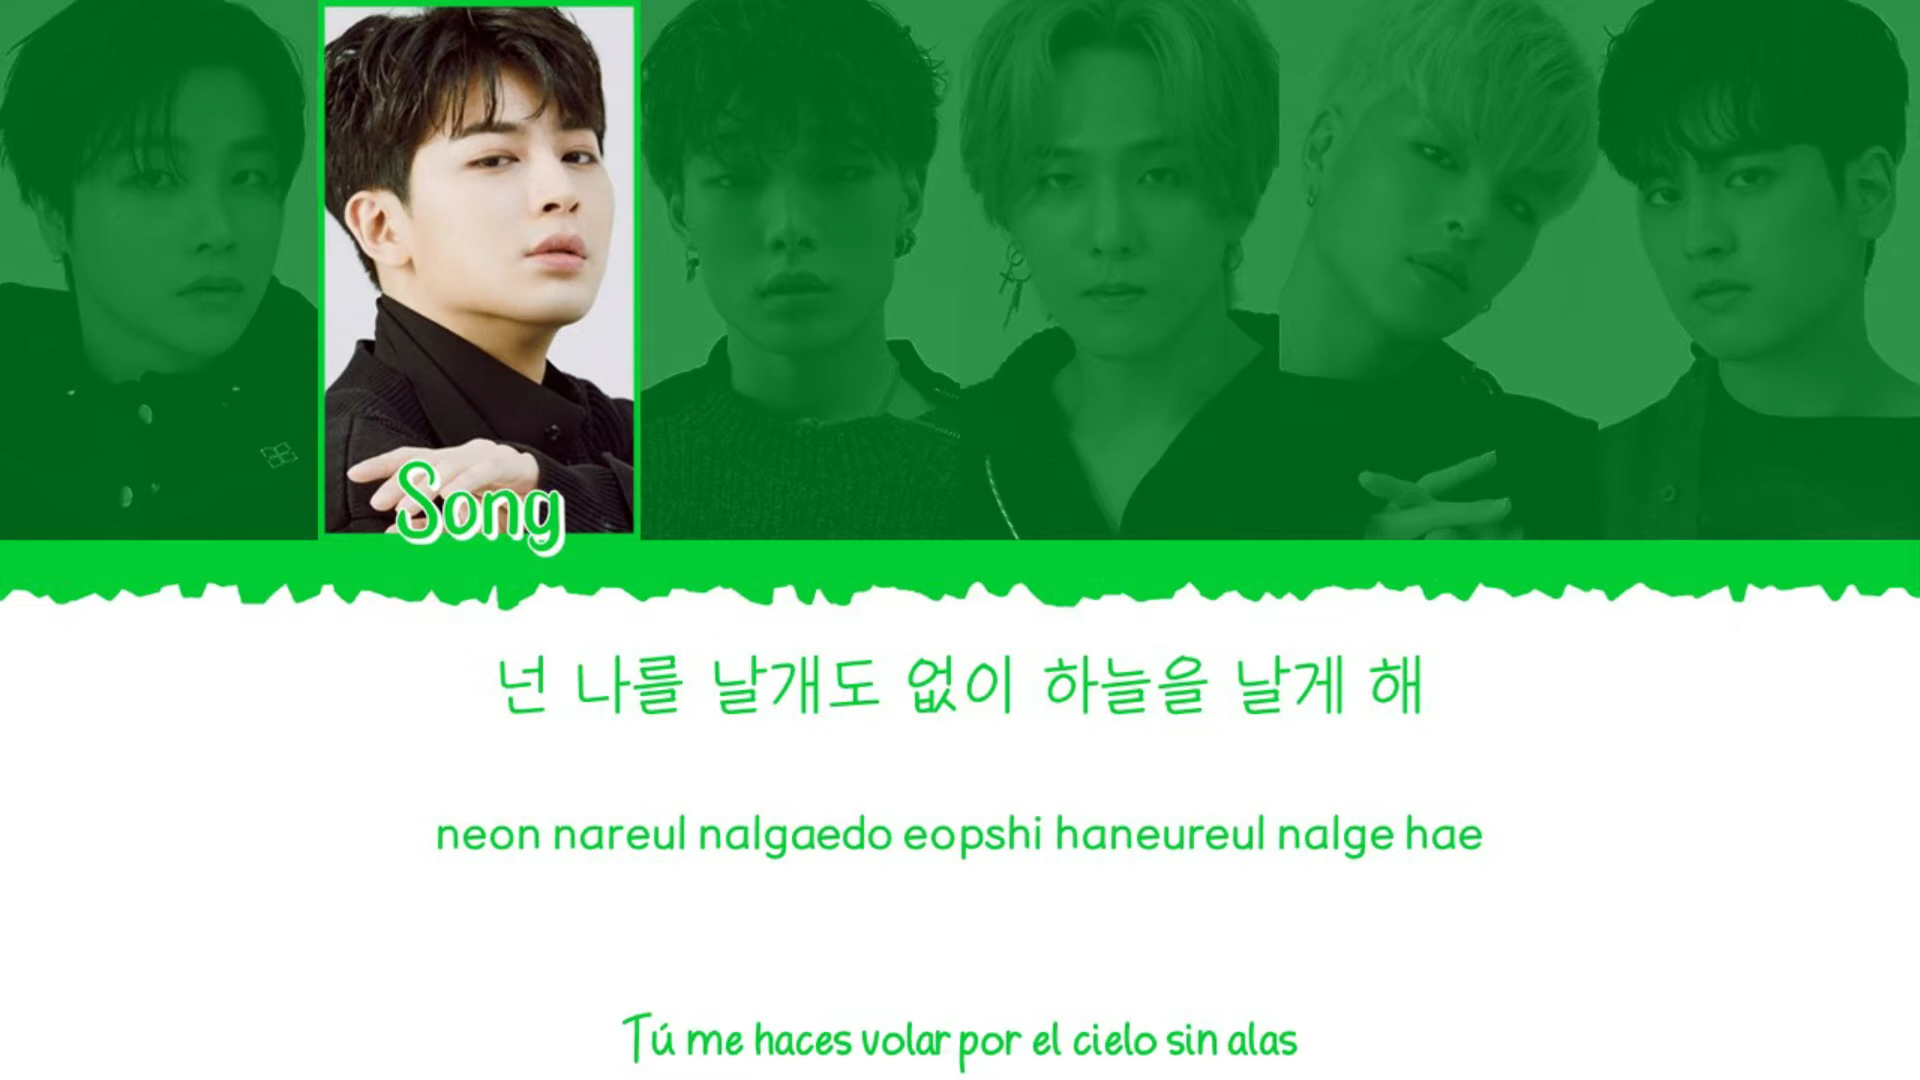 Song
넌 나를 날개도 없이 하늘을 날게 해
neon nareul nalgaedo eopshi haneureul nalge hae
Tú me haces volar por el cielo sin alas